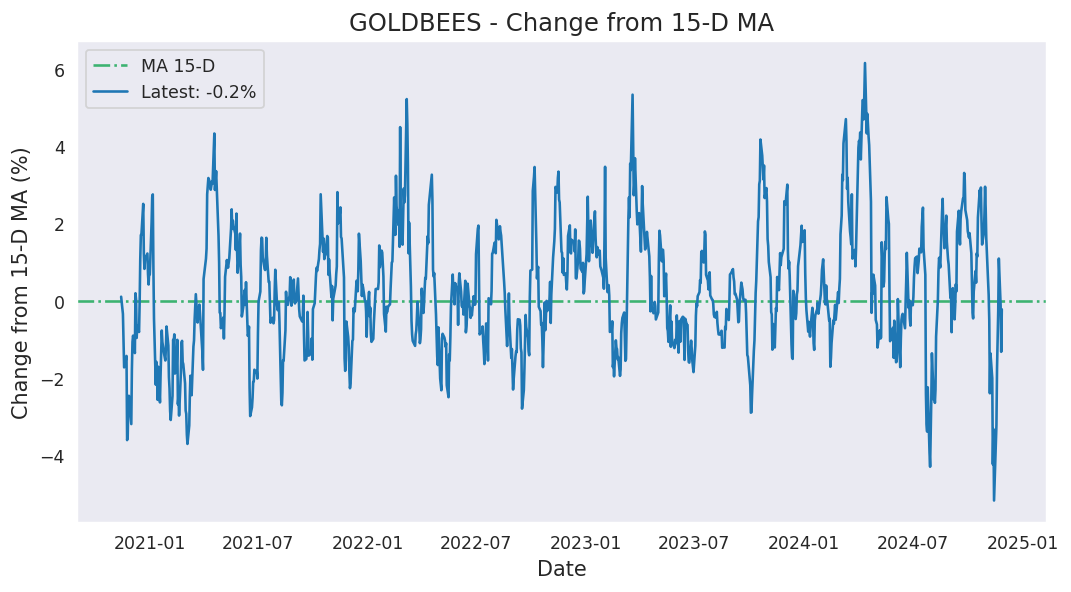 GOLDBEES - Change from 15-D MA
MA 15-D
Latest: -0.2%
Change from 15-D MA (%)
6
4
2
0
−2
−4
2021-01 2021-07 2022-01 2022-07 2023-01 2023-07 2024-01 2024-07 2025-01
Date